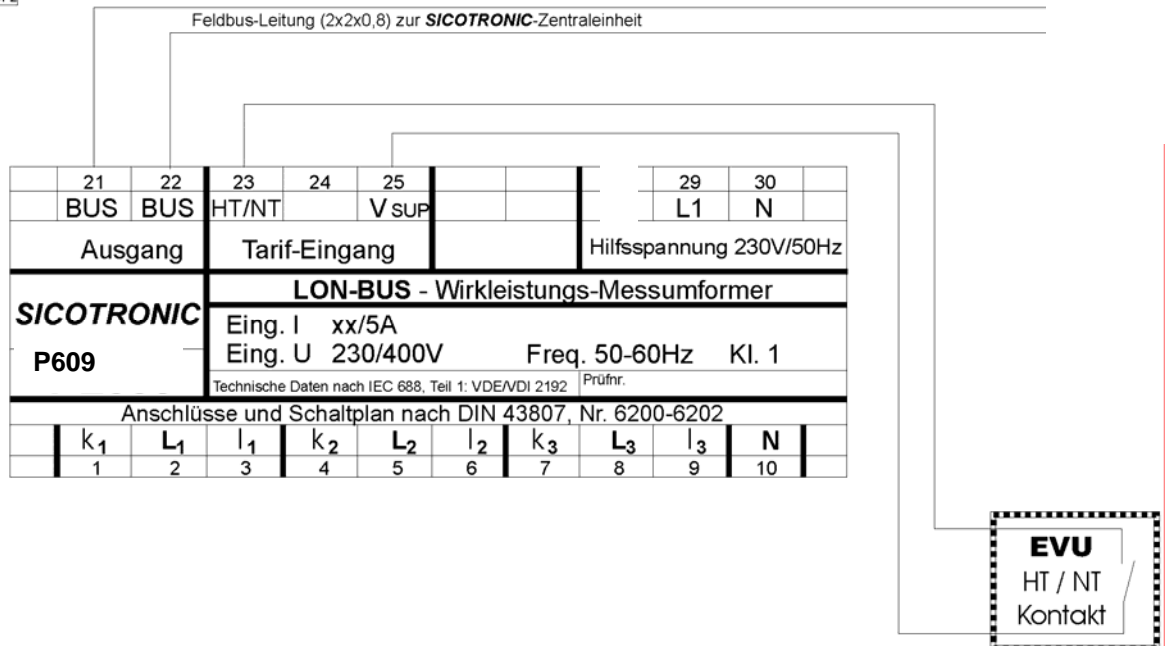 Feldbus-Leitung (2x2x0,8) zur SICOTRONIC-Zentraleinheit
21 22 23 24 25 29 30
BUS BUS HT/NT V SUP L1 N
Ausgang Tarif-Eingang Hilfsspannung 230V/50Hz
LON-BUS - Wirkleistungs-Messumformer
SICOTRONIC
P609
Eing. I xx/5A
Eing. U 230/400V Freq. 50-60Hz Kl. 1
Technische Daten nach IEC 688, Teil 1: VDE/VDI 2192 Prüfnr.
Anschlüsse und Schaltplan nach DIN 43807, Nr. 6200-6202
k1 L1 l1 k2 L2 l2 k3 L3 l3 N
1 2 3 4 5 6 7 8 9 10
EVU
HT / NT
Kontakt